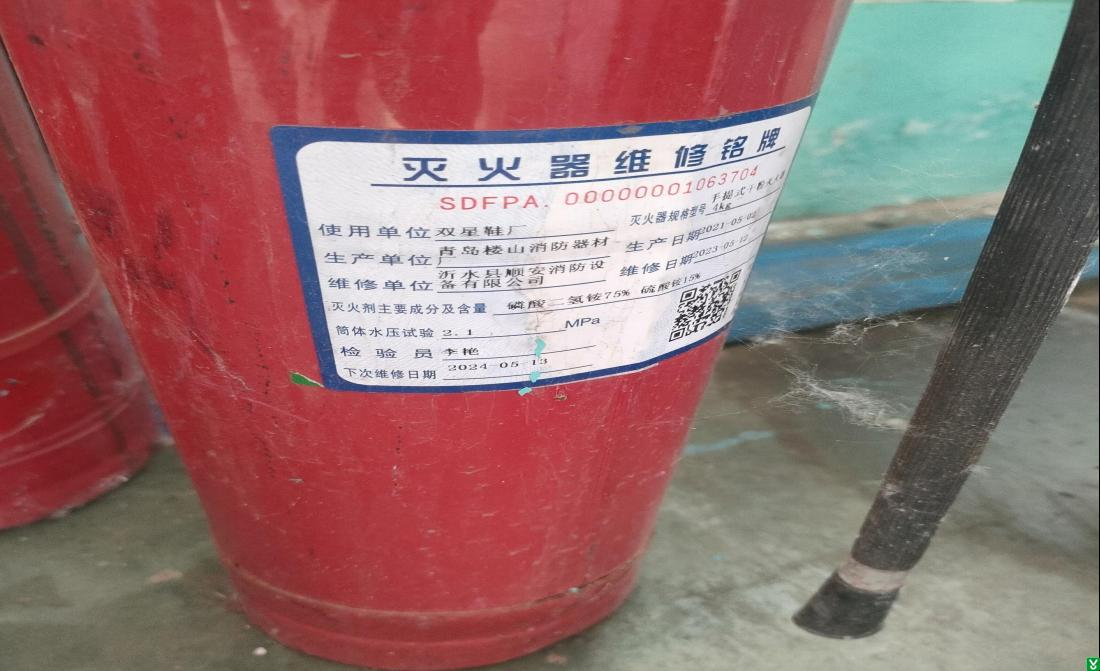 灭火器维修铭牌
SDFPA. 00000001063704
使用单位 双星鞋厂 灭火器规格型号 手提式干粉灭火器 4kg
生产单位 青岛楼山消防器材厂 生产日期 2021-05-02
维修单位 沂水县顺安消防设备有限公司 维修日期 2023-05-12
灭火剂主要成分及含量 磷酸二氢铵75% 硫酸铵15%
筒体水压试验 2.1 MPa
检验员 李艳
下次维修日期 2024-05-13